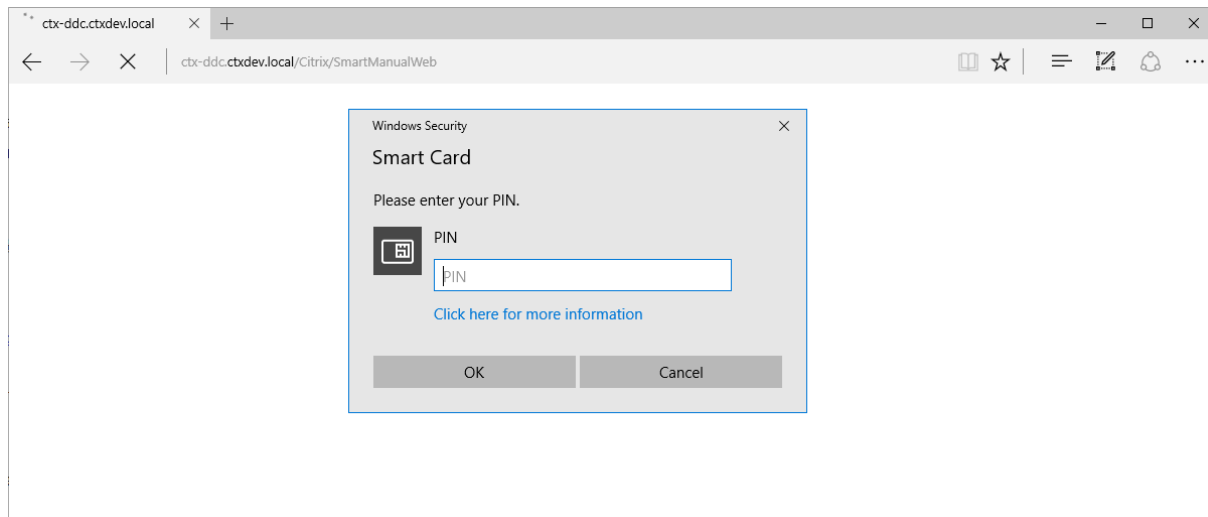 ctx-ddc.ctxdev.local
ctx-ddc.ctxdev.local/Citrix/SmartManualWeb
Windows Security
Smart Card
Please enter your PIN.
PIN
PIN
Click here for more information
OK Cancel